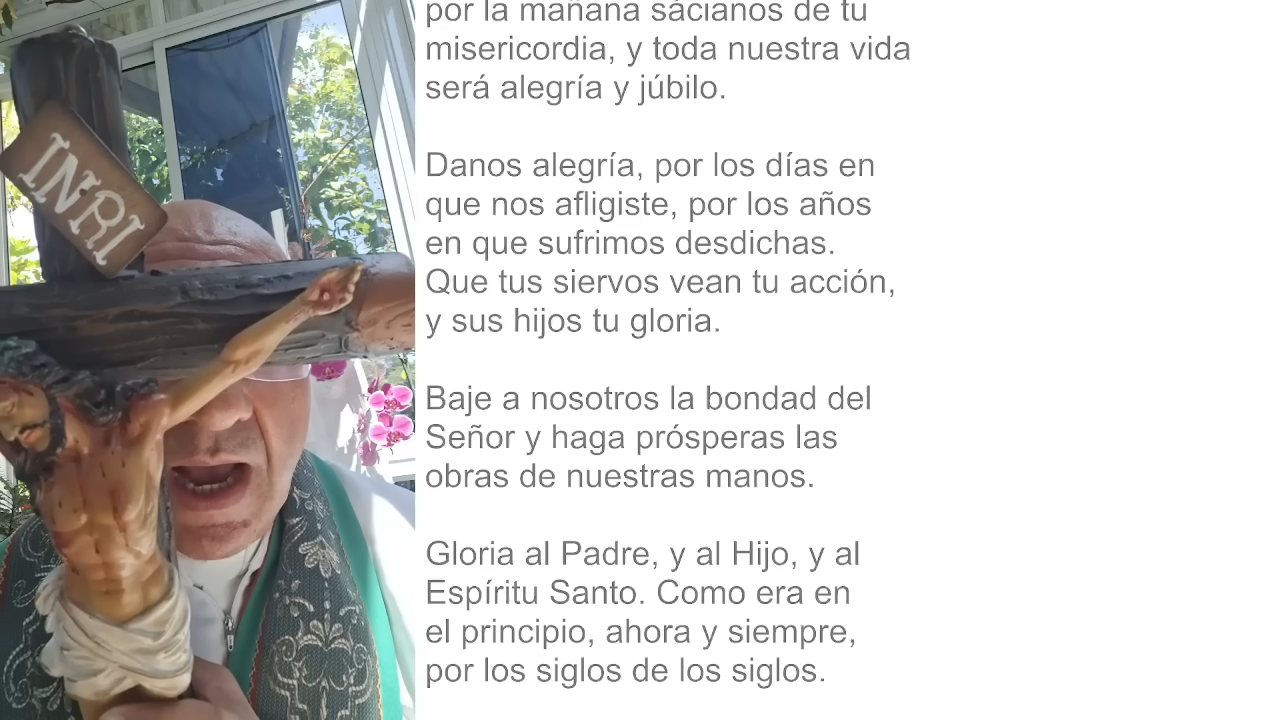 INRI
por la mañana sácianos de tu
misericordia, y toda nuestra vida
será alegría y júbilo.
Danos alegría, por los días en
que nos afligiste, por los años
en que sufrimos desdichas.
Que tus siervos vean tu acción,
y sus hijos tu gloria.
Baje a nosotros la bondad del
Señor y haga prósperas las
obras de nuestras manos.
Gloria al Padre, y al Hijo, y al
Espíritu Santo. Como era en
el principio, ahora y siempre,
por los siglos de los siglos.